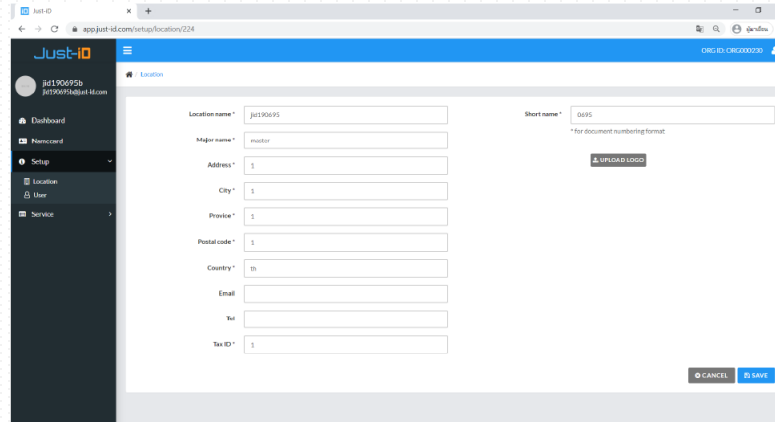 Just-iD
app.just-id.com/setup/location/224
Just-iD
ORG ID: ORG000230
jid190695b
jid190695b@just-id.com
Location
Dashboard
Namecard
Setup
Location
User
Service
Location name * jid190695
Short name * 0695
* for document numbering format
Major name * master
UPLOAD LOGO
Address * 1
City * 1
Provice * 1
Postal code * 1
Country * th
Email
Tel
Tax ID * 1
CANCEL SAVE